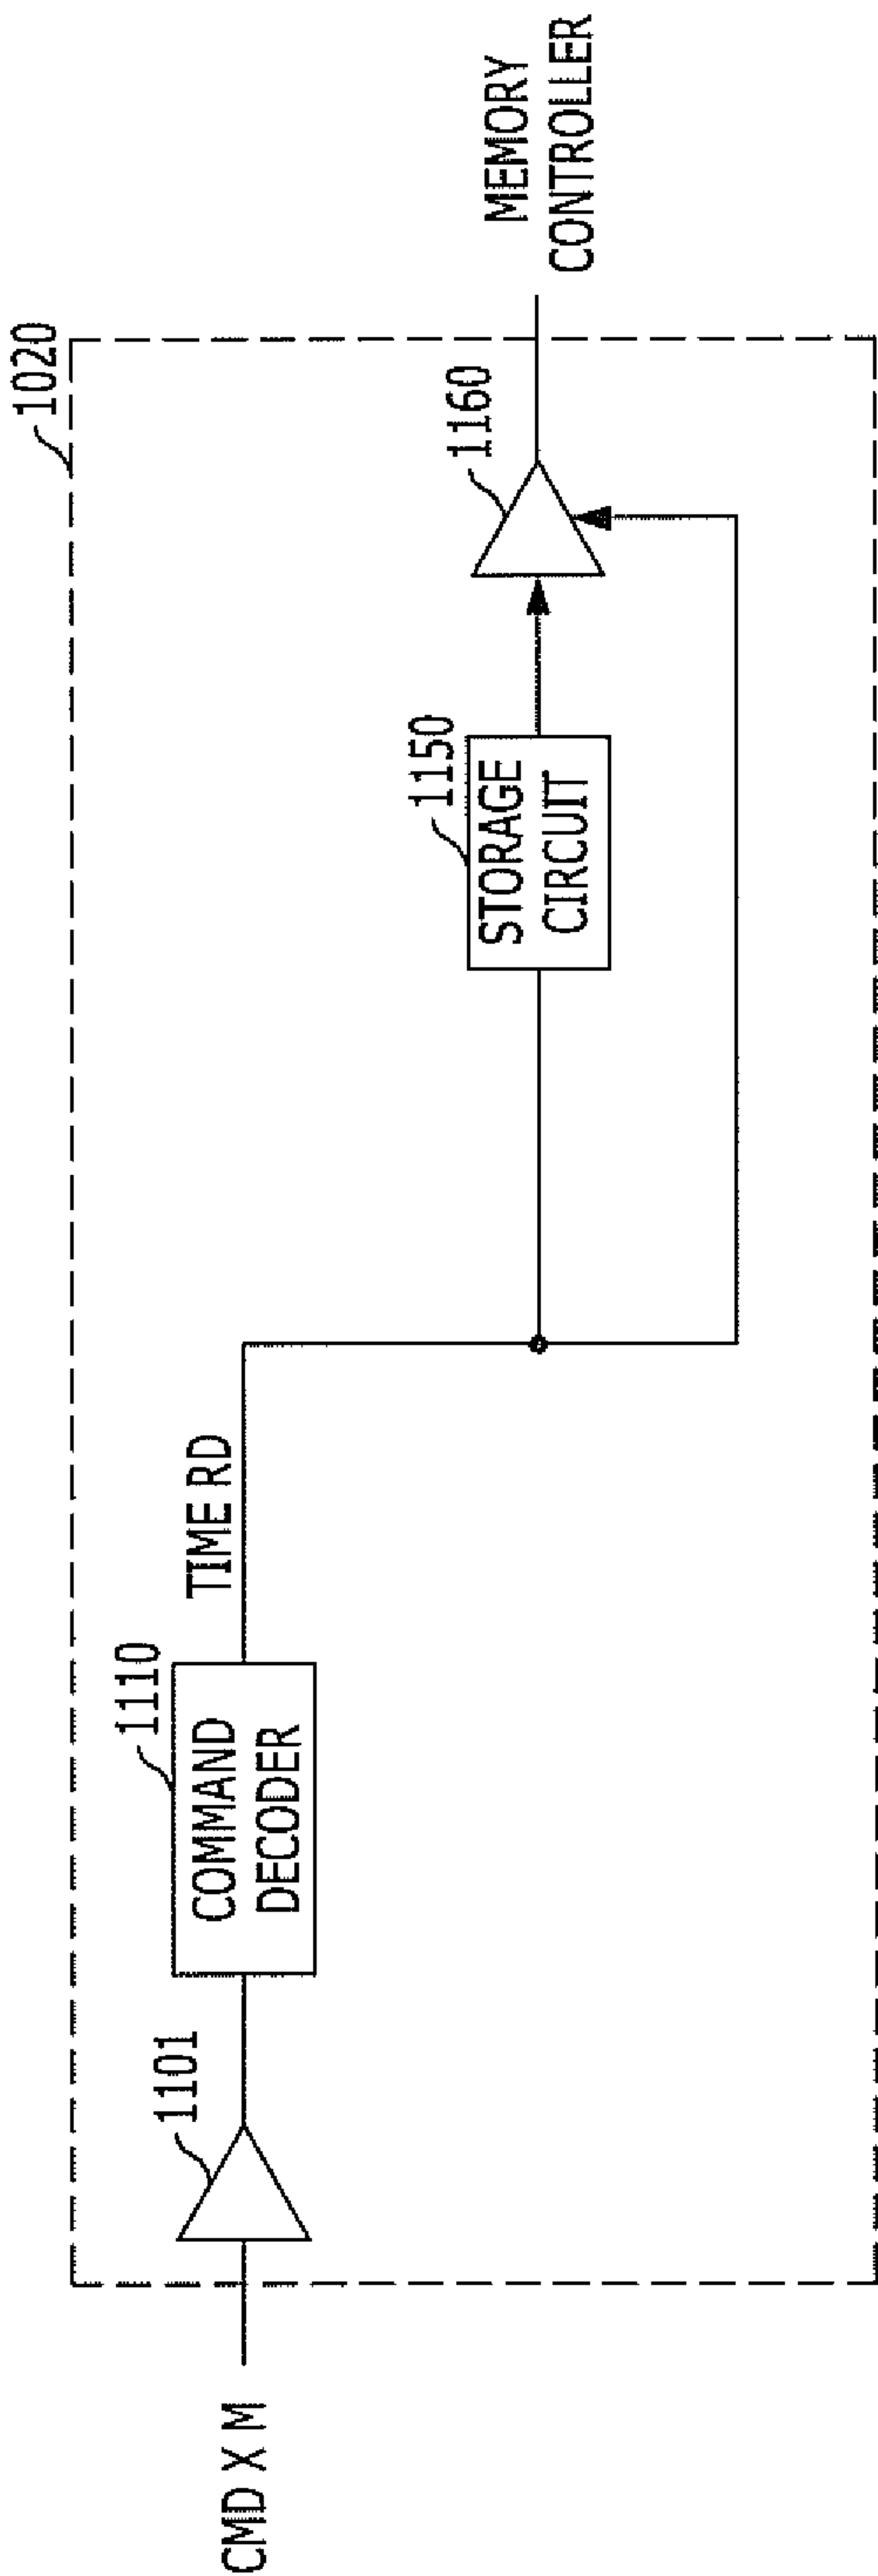 CMD X M
1101
1110
COMMAND
DECODER
TIME RD
1150
STORAGE
CIRCUIT
1160
1020
MEMORY
CONTROLLER